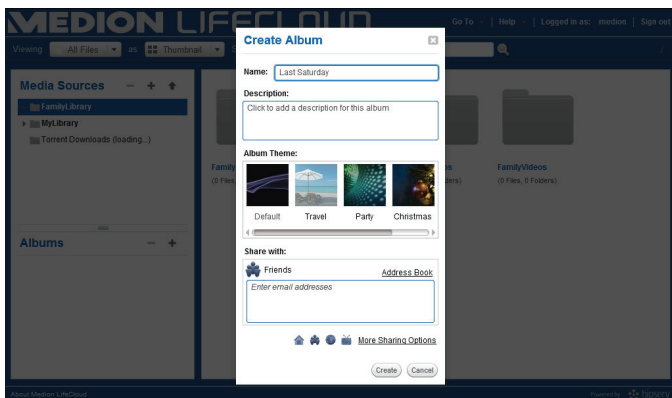 MEDION LIFECLOUD
Go To | Help | Logged in as: medion | Sign out
Viewing All Files as Thumbnail
Create Album
Name: Last Saturday
Description:
Click to add a description for this album
Album Theme:
Default Travel Party Christmas
Share with:
Friends Address Book
Enter email addresses
More Sharing Options
Create Cancel
Media Sources
FamilyLibrary
MyLibrary
Torrent Downloads (loading...)
Albums
FamilyVideos
(0 Files, 0 Folders)
About Medion LifeCloud
Powered by